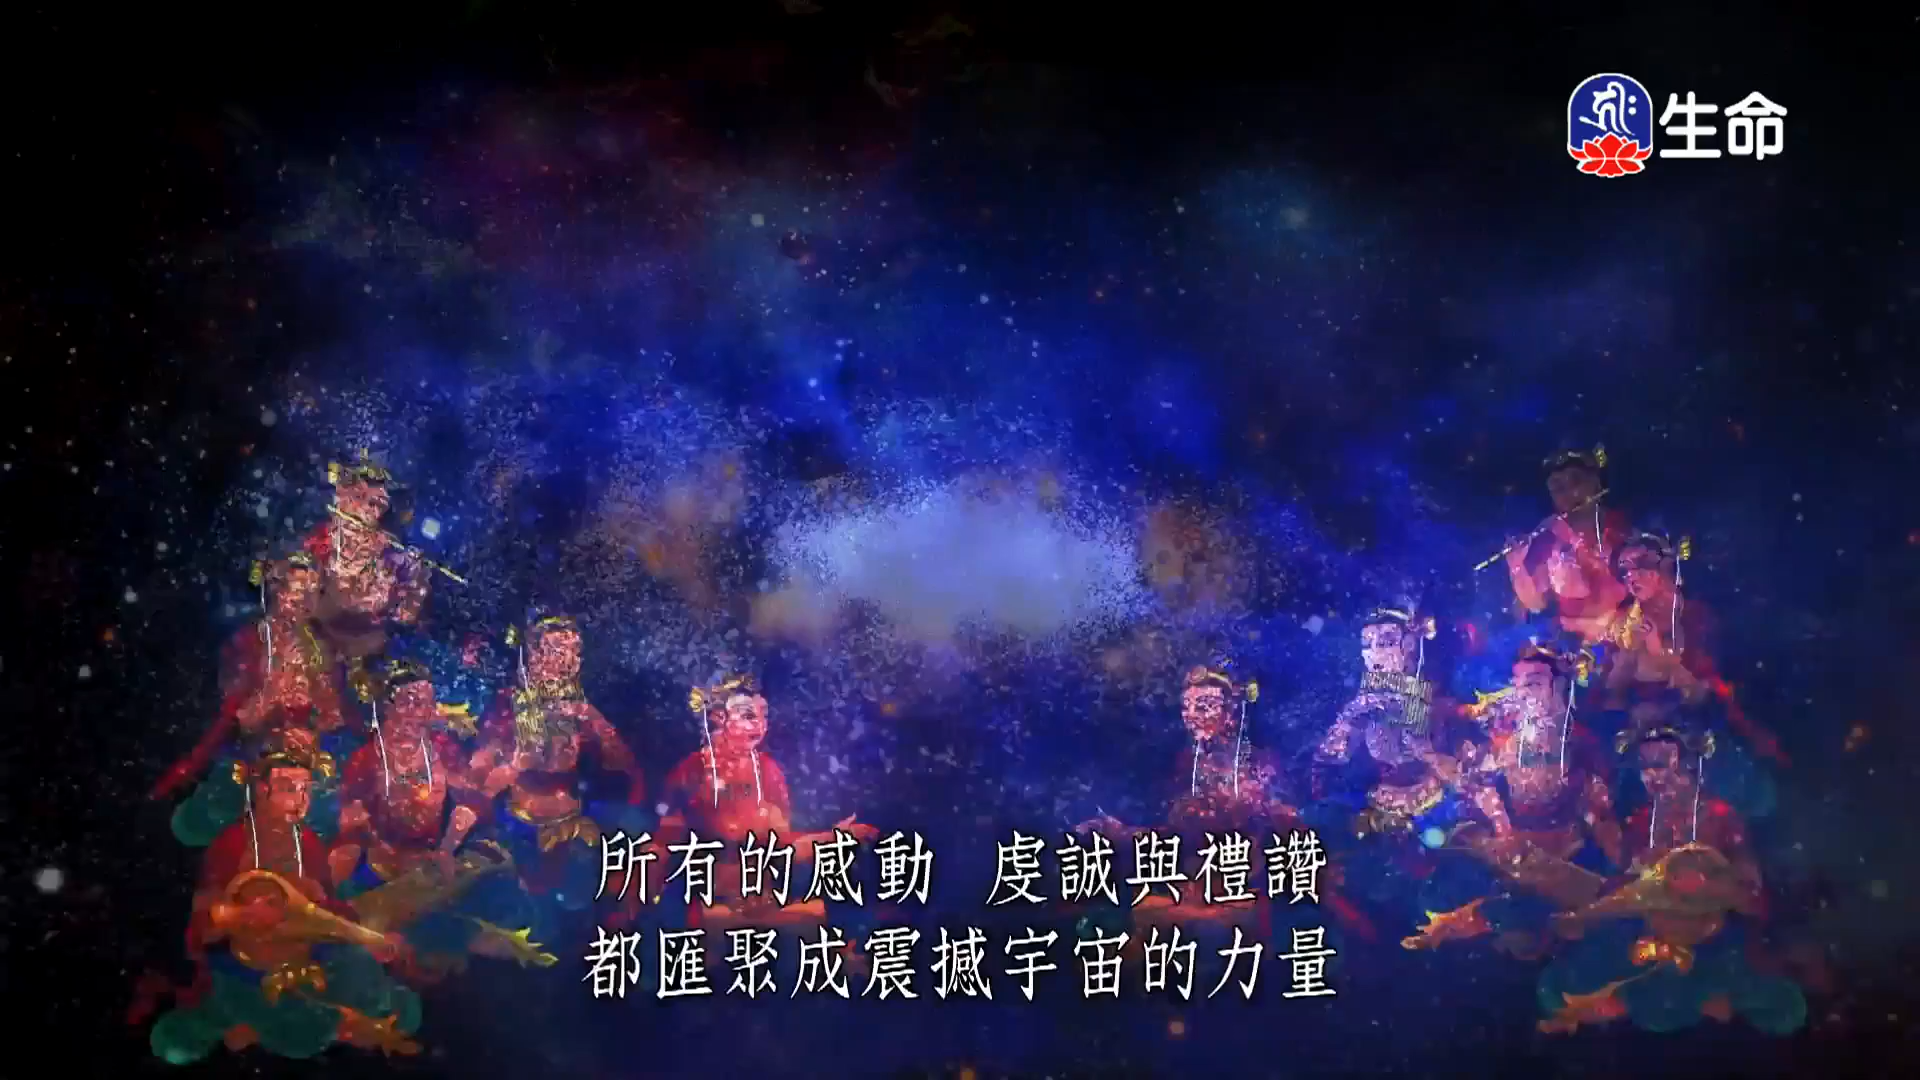 生命
所有的感動 虔誠與禮讚
都匯聚成震撼宇宙的力量